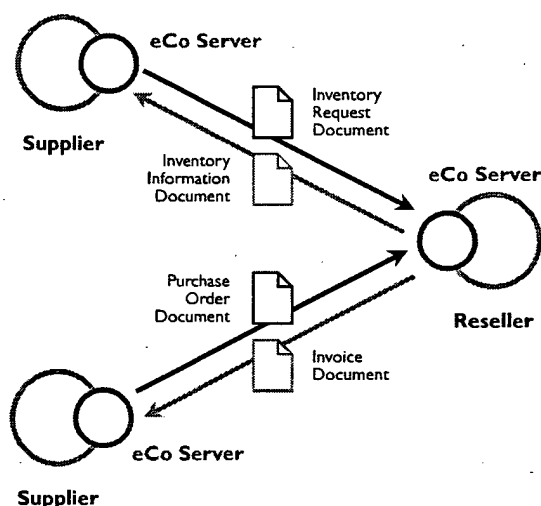 eCo Server
Inventory
Request
Document
Supplier
Inventory
Information
Document
eCo Server
Purchase
Order
Document
Reseller
Invoice
Document
eCo Server
Supplier